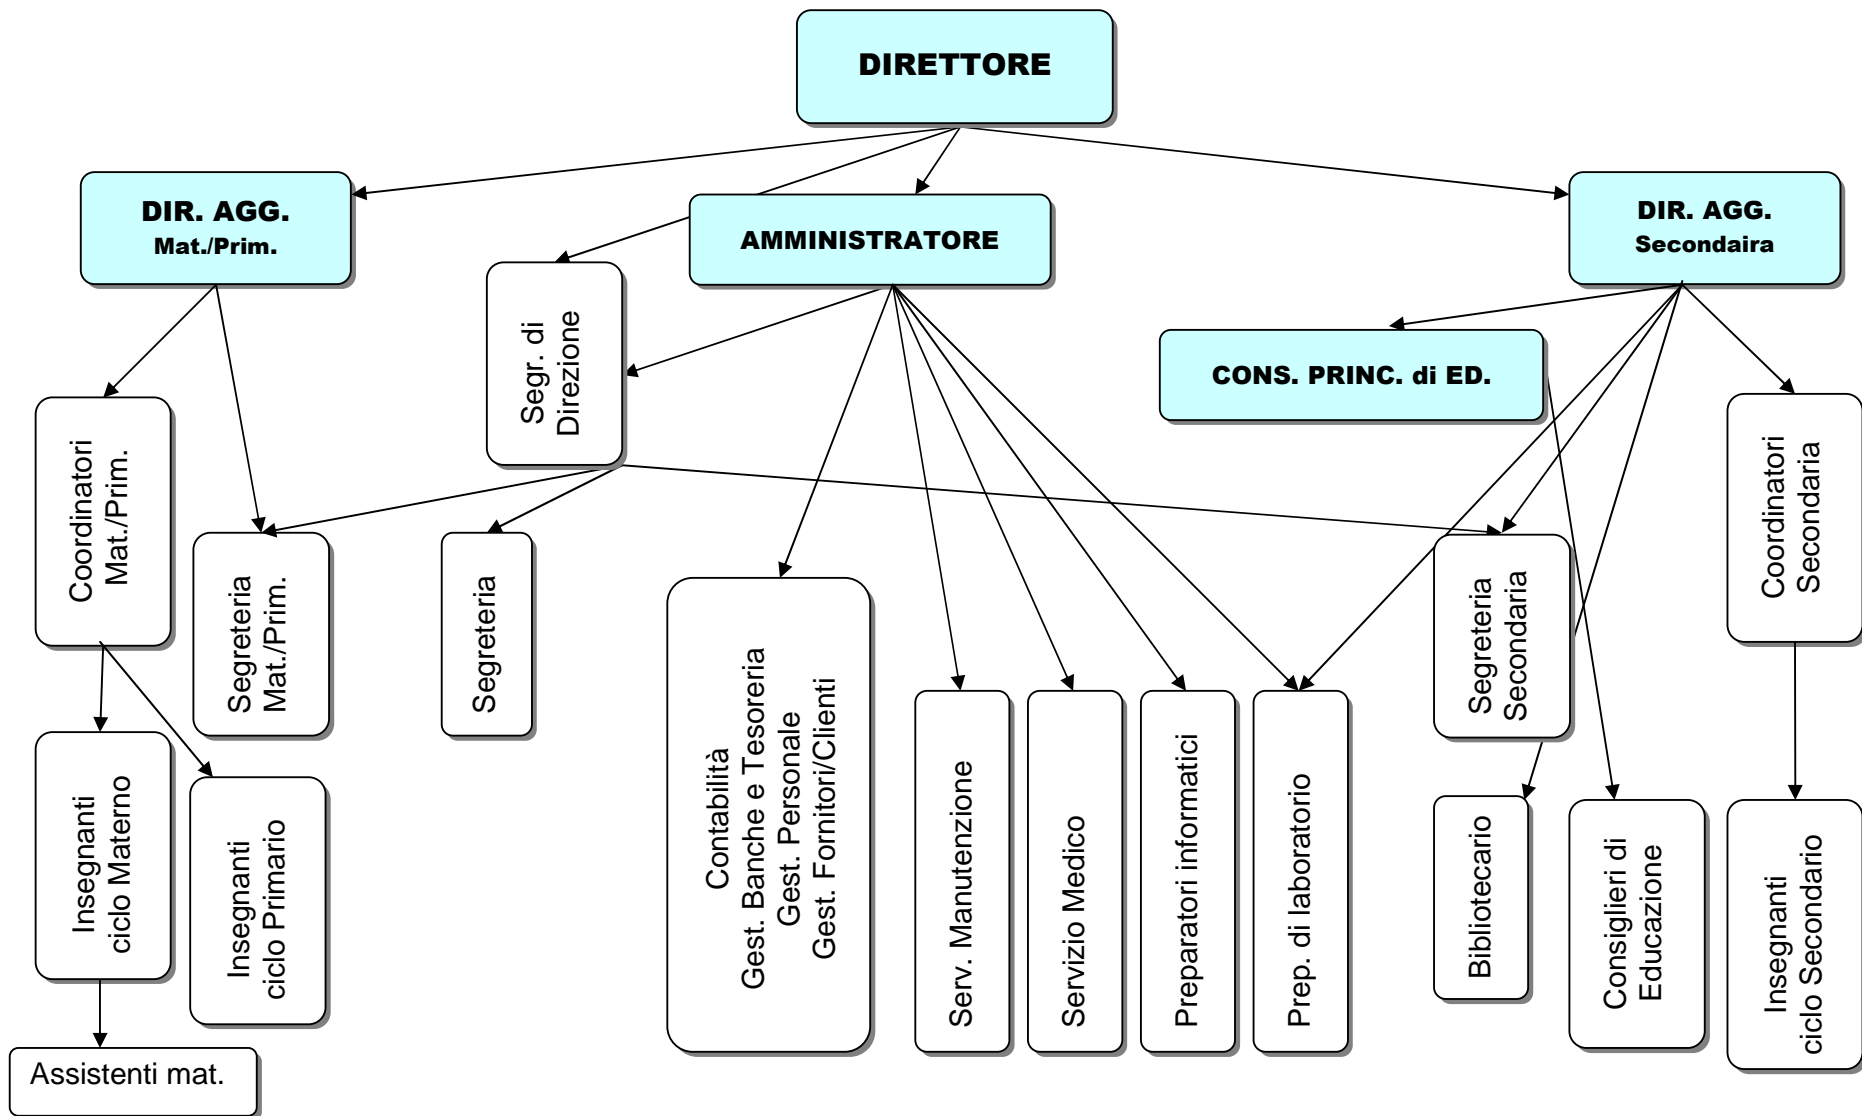 DIRETTORE
DIR. AGG.
Mat./Prim.
AMMINISTRATORE
DIR. AGG.
Secondaira
Segr. di
Direzione
CONS. PRINC. di ED.
Coordinatori
Mat./Prim.
Segreteria
Mat./Prim.
Segreteria
Contabilità
Gest. Banche e Tesoreria
Gest. Personale
Gest. Fornitori/Clienti
Serv. Manutenzione
Servizio Medico
Preparatori informatici
Prep. di laboratorio
Segreteria
Secondaria
Coordinatori
Secondaria
Insegnanti
ciclo Materno
Insegnanti
ciclo Primario
Bibliotecario
Consiglieri di
Educazione
Insegnanti
ciclo Secondario
Assistenti mat.